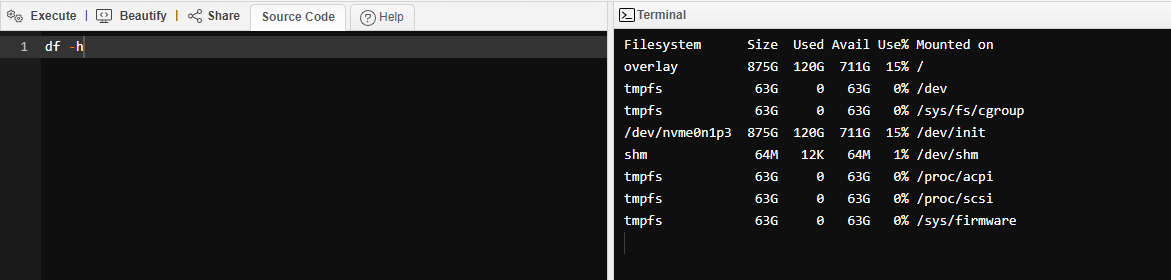 Execute | Beautify | Share Source Code Help
1 df -h
Terminal
Filesystem Size Used Avail Use% Mounted on
overlay 875G 120G 711G 15% /
tmpfs 63G 0 63G 0% /dev
tmpfs 63G 0 63G 0% /sys/fs/cgroup
/dev/nvme0n1p3 875G 120G 711G 15% /dev/init
shm 64M 12K 64M 1% /dev/shm
tmpfs 63G 0 63G 0% /proc/acpi
tmpfs 63G 0 63G 0% /proc/scsi
tmpfs 63G 0 63G 0% /sys/firmware